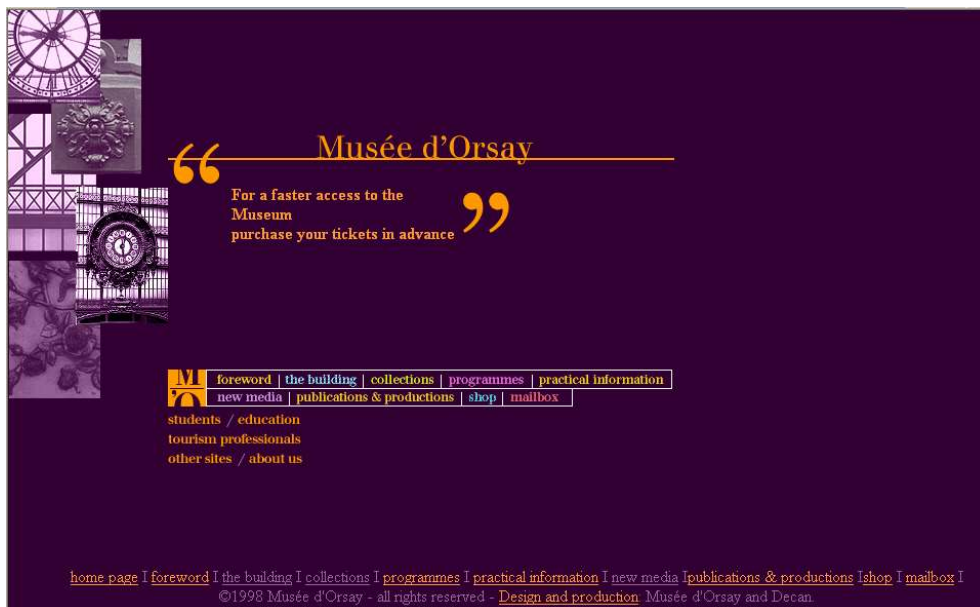 Musée d'Orsay
“
For a faster access to the
Museum
purchase your tickets in advance ”
M'O
foreword | the building | collections | programmes | practical information
new media | publications & productions | shop | mailbox
students / education
tourism professionals
other sites / about us
home page I foreword I the building I collections I programmes I practical information I new media I publications & productions I shop I mailbox I
©1998 Musée d'Orsay - all rights reserved - Design and production: Musée d'Orsay and Decan.